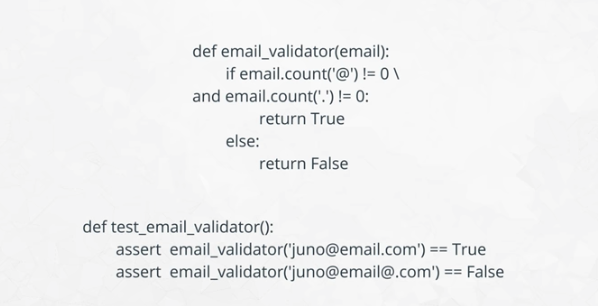 def email_validator(email):
if email.count('@') != 0 \
and email.count('.') != 0:
return True
else:
return False
def test_email_validator():
assert  email_validator('juno@email.com') == True
assert  email_validator('juno@email@.com') == False